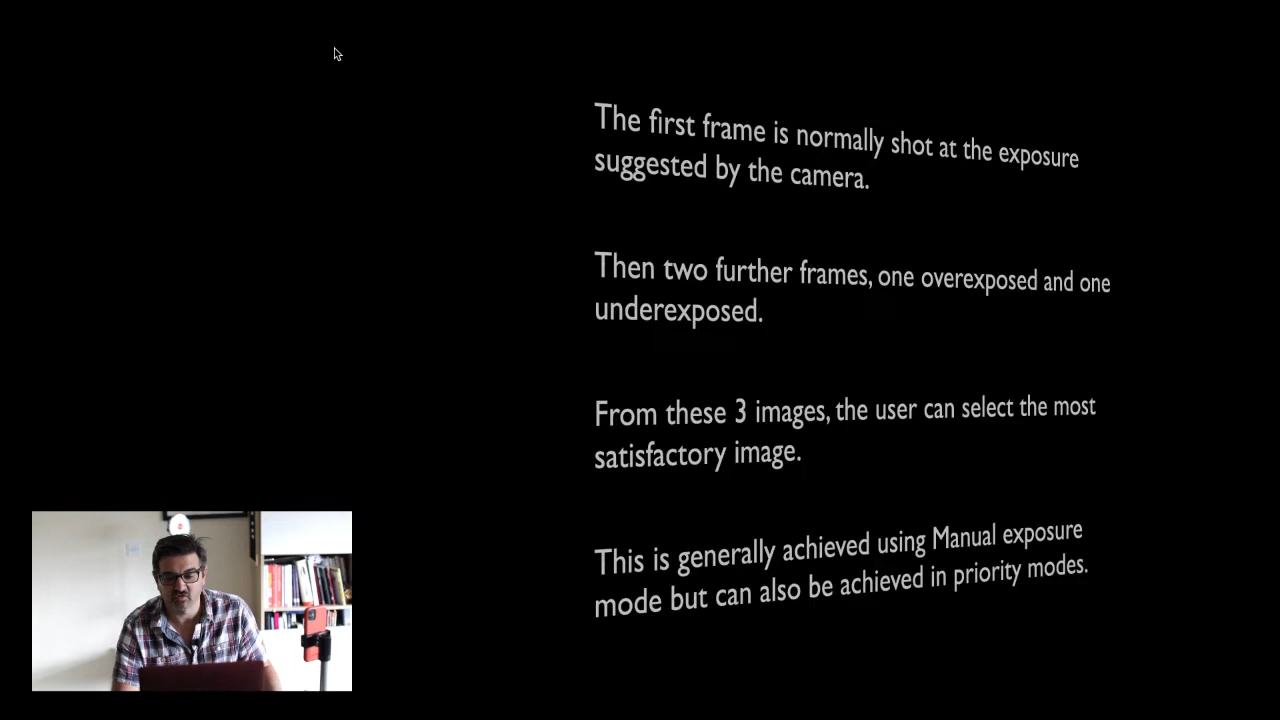 The first frame is normally shot at the exposure
suggested by the camera.
Then two further frames, one overexposed and one
underexposed.
From these 3 images, the user can select the most
satisfactory image.
This is generally achieved using Manual exposure
mode but can also be achieved in priority modes.